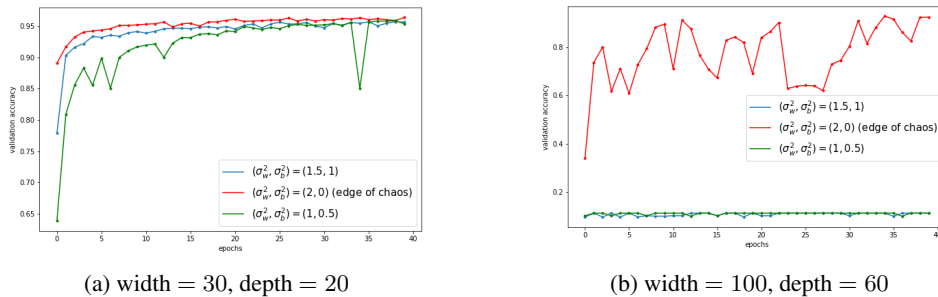 0.95
0.90
0.85
0.80
0.75
0.70
0.65
validation accuracy
0 5 10 15 20 25 30 35 40
epochs
(σ_w^2, σ_b^2) = (1.5, 1)
(σ_w^2, σ_b^2) = (2, 0) (edge of chaos)
(σ_w^2, σ_b^2) = (1, 0.5)
(a) width = 30, depth = 20
0.8
0.6
0.4
0.2
validation accuracy
0 5 10 15 20 25 30 35 40
epochs
(σ_w^2, σ_b^2) = (1.5, 1)
(σ_w^2, σ_b^2) = (2, 0) (edge of chaos)
(σ_w^2, σ_b^2) = (1, 0.5)
(b) width = 100, depth = 60